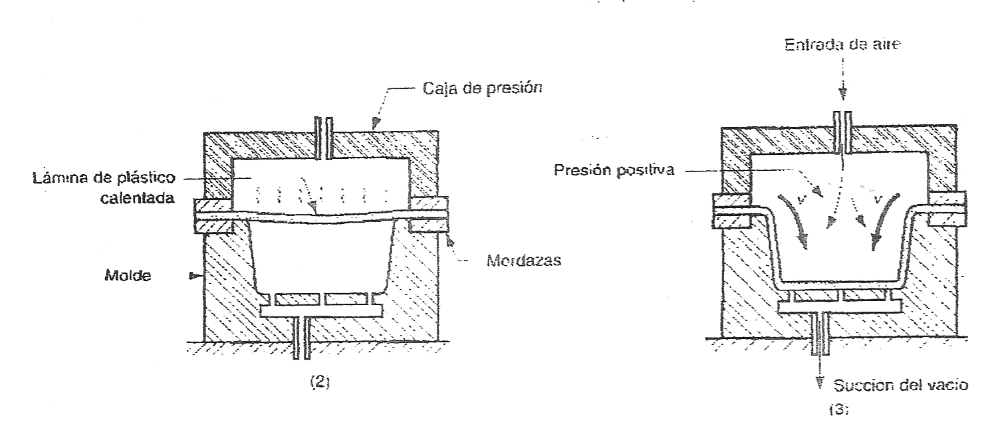 Entrada de aire
Caja de presión
Lámina de plástico
calentada
Presión positiva
Mordazas
Molde
(2)
Succion del vacio
(3)